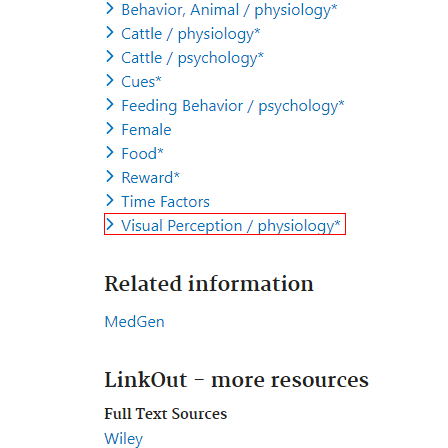 Behavior, Animal / physiology*
Cattle / physiology*
Cattle / psychology*
Cues*
Feeding Behavior / psychology*
Female
Food*
Reward*
Time Factors
Visual Perception / physiology*
Related information
MedGen
LinkOut - more resources
Full Text Sources
Wiley